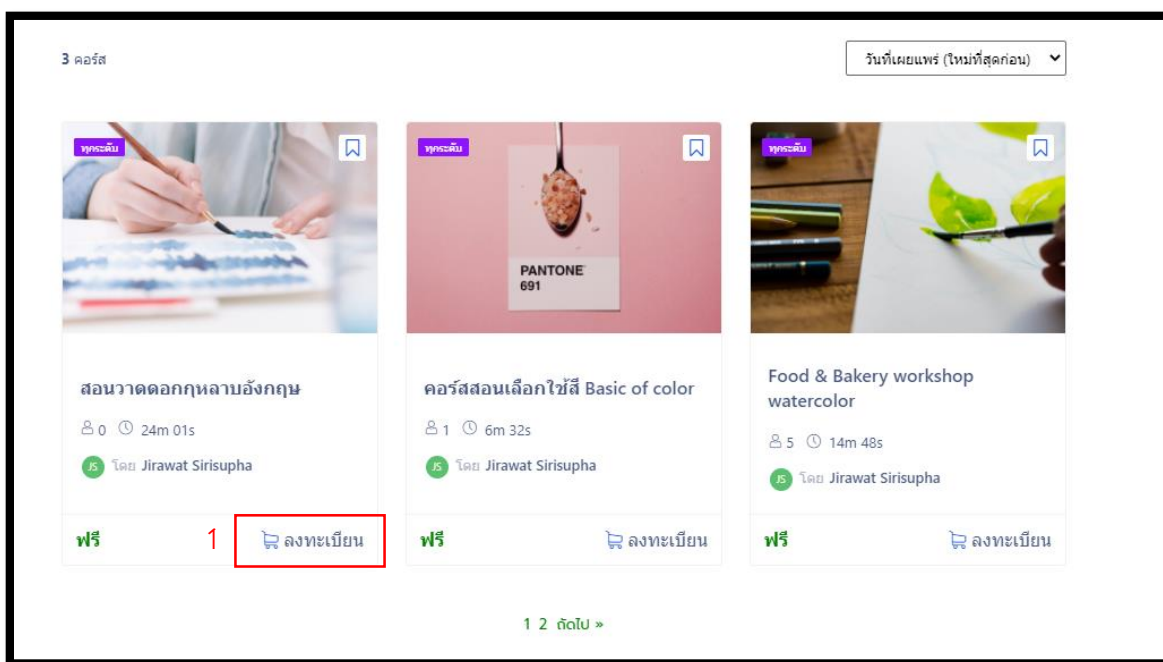 3 คอร์ส
วันที่เผยแพร่ (ใหม่ที่สุดก่อน)
ทุกระดับ
ทุกระดับ
ทุกระดับ
PANTONE
691
สอนวาดดอกกุหลาบอังกฤษ
0 24m 01s
JS โดย Jirawat Sirisupha
คอร์สสอนเลือกใช้สี Basic of color
1 6m 32s
JS โดย Jirawat Sirisupha
Food & Bakery workshop
watercolor
5 14m 48s
JS โดย Jirawat Sirisupha
ฟรี 1 ลงทะเบียน
ฟรี ลงทะเบียน
ฟรี ลงทะเบียน
1 2 ถัดไป »